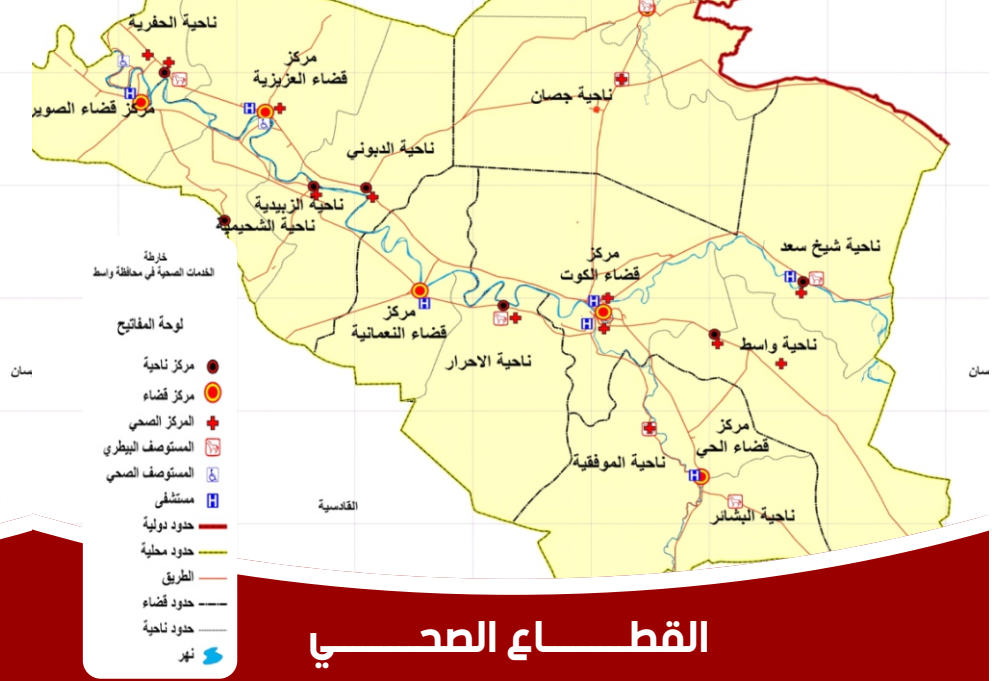 ناحية الحفرية
مركز
قضاء العزيزية
مركز قضاء الصوير
ناحية جصان
ناحية الدبوني
ناحية الزبيدية
ناحية الشحيمية
ناحية شيخ سعد
مركز
قضاء الكوت
مركز
قضاء النعمانية
ناحية واسط
ناحية الاحرار
مركز
قضاء الحي
ناحية الموفقية
ناحية البشائر
القادسية
سان
سان
خارطة
الخدمات الصحية في محافظة واسط
لوحة المفاتيح
مركز ناحية
مركز قضاء
المركز الصحي
المستوصف البيطري
المستوصف الصحي
مستشفى
حدود دولية
حدود محلية
الطريق
حدود قضاء
حدود ناحية
نهر
القطـــاع الصحـــي